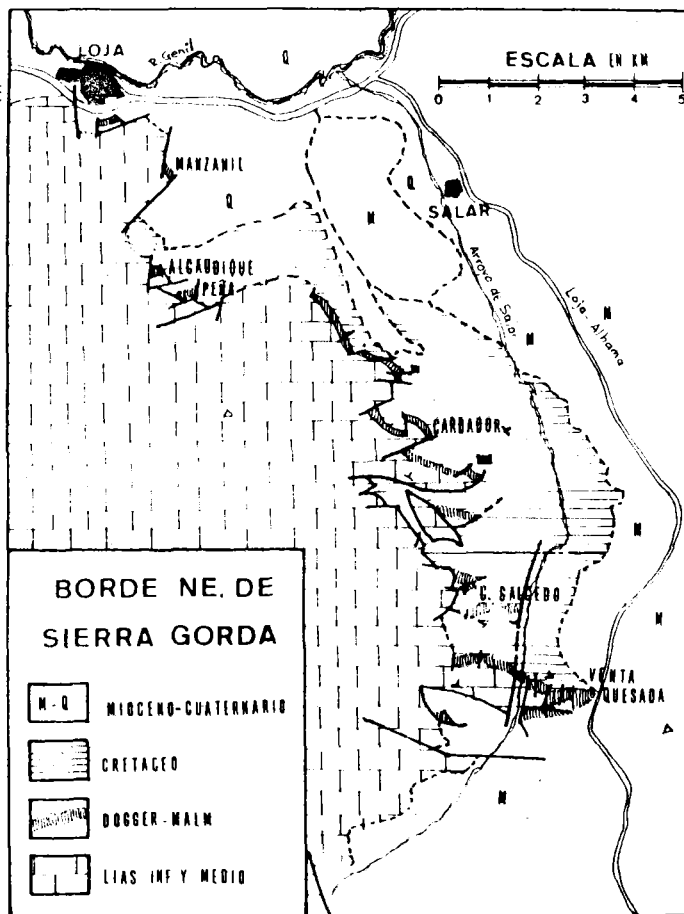 LOJA
R. Genil
Q
ESCALA EN KM
0 1 2 3 4 5
MANZANIL
Q
Q
SALAR
M
ALGAUDIQUE
PEÑA
Arroyo de Salar
Loja-Alhama
M
M
CARDADOR
M
C. SALCEDO
M
VENTA
QUESADA
M
BORDE NE. DE
SIERRA GORDA
M-Q MIOCENO-CUATERNARIO
CRETACEO
DOGGER-MALM
LIAS INF Y MEDIO